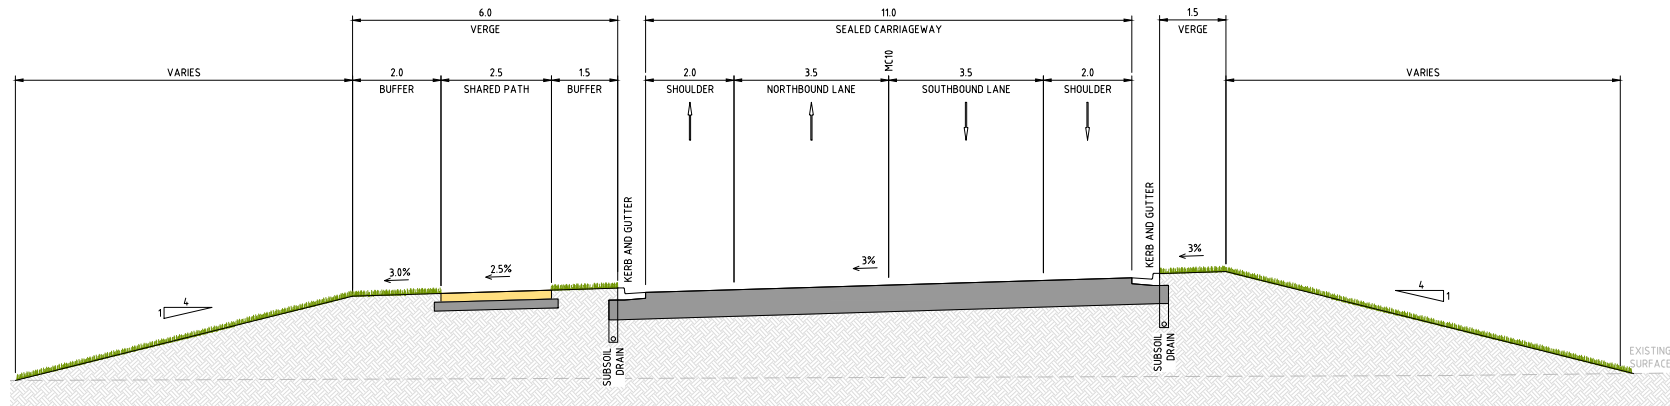 6.0
VERGE
11.0
SEALED CARRIAGEWAY
1.5
VERGE
MC10
VARIES
2.0
BUFFER
2.5
SHARED PATH
1.5
BUFFER
2.0
SHOULDER
3.5
NORTHBOUND LANE
3.5
SOUTHBOUND LANE
2.0
SHOULDER
VARIES
KERB AND GUTTER
KERB AND GUTTER
3.0%
2.5%
3%
3%
4
1
4
1
SUBSOIL
DRAIN
SUBSOIL
DRAIN
EXISTING
SURFACE